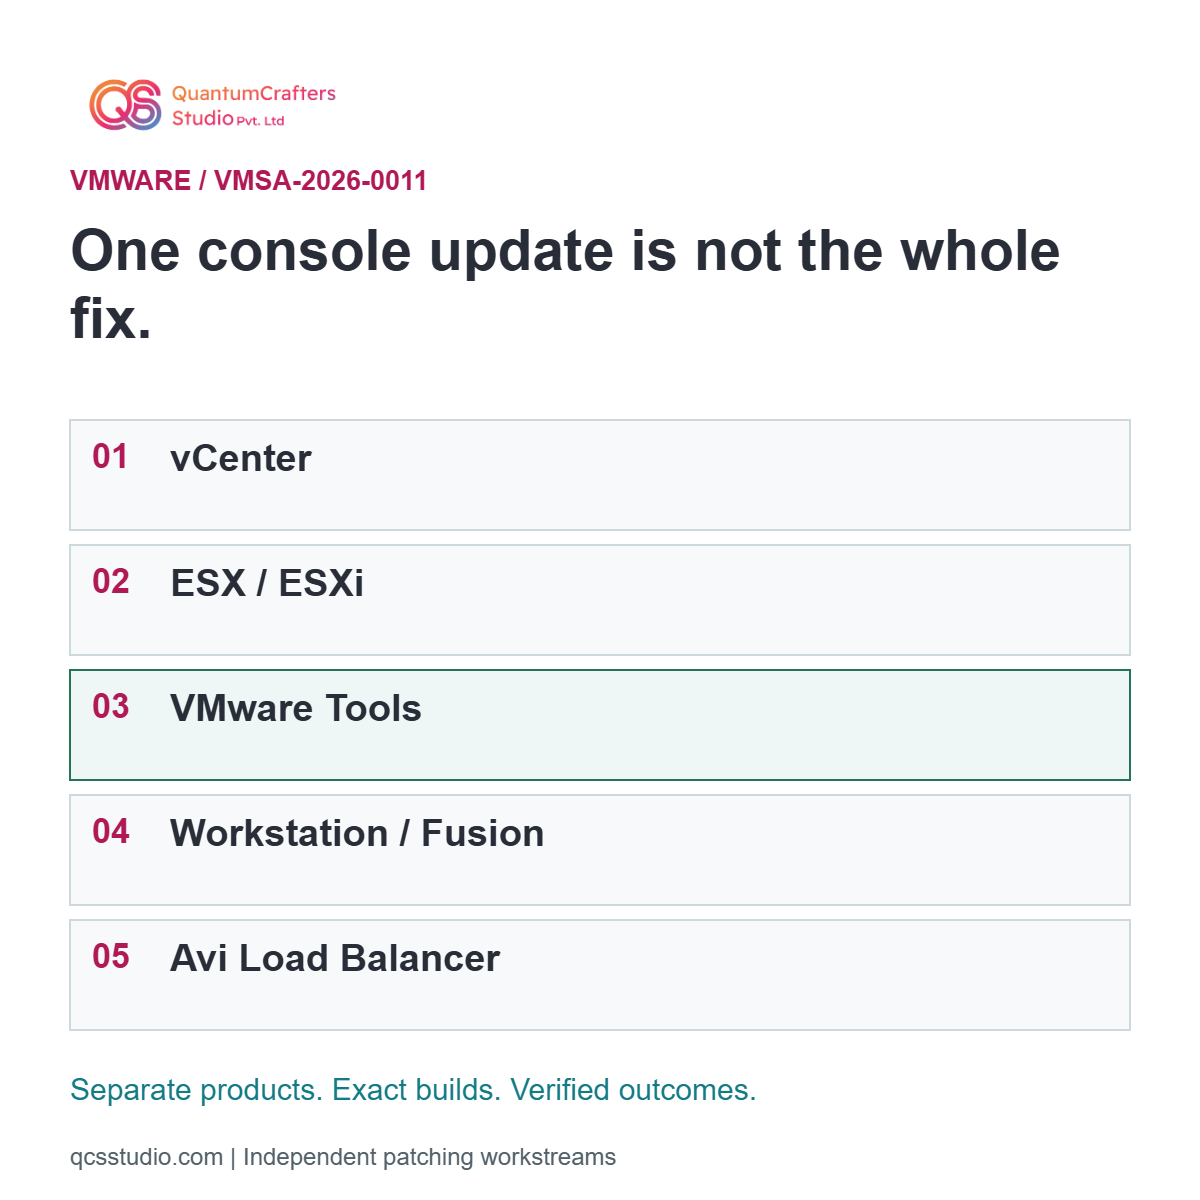 QS QuantumCrafters
Studio Pvt. Ltd
VMWARE / VMSA-2026-0011
One console update is not the whole
fix.
01 vCenter
02 ESX / ESXi
03 VMware Tools
04 Workstation / Fusion
05 Avi Load Balancer
Separate products. Exact builds. Verified outcomes.
qcsstudio.com | Independent patching workstreams